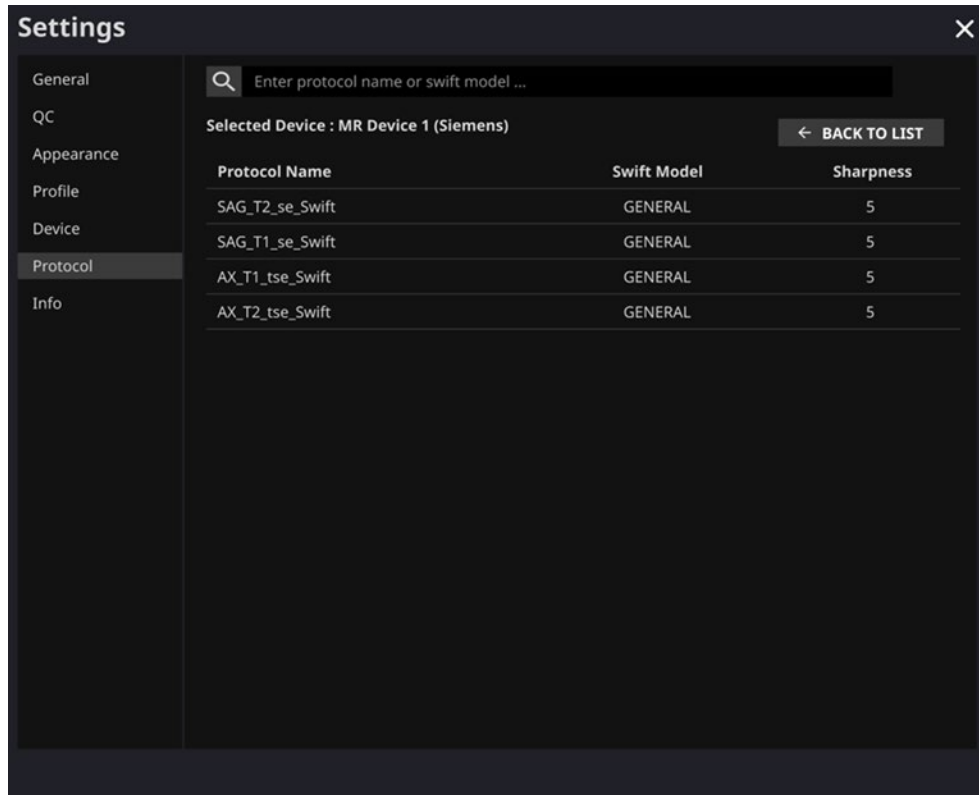 Settings
General
QC
Appearance
Profile
Device
Protocol
Info
Enter protocol name or swift model ...
Selected Device : MR Device 1 (Siemens)
← BACK TO LIST
Protocol Name Swift Model Sharpness
SAG_T2_se_Swift GENERAL 5
SAG_T1_se_Swift GENERAL 5
AX_T1_tse_Swift GENERAL 5
AX_T2_tse_Swift GENERAL 5